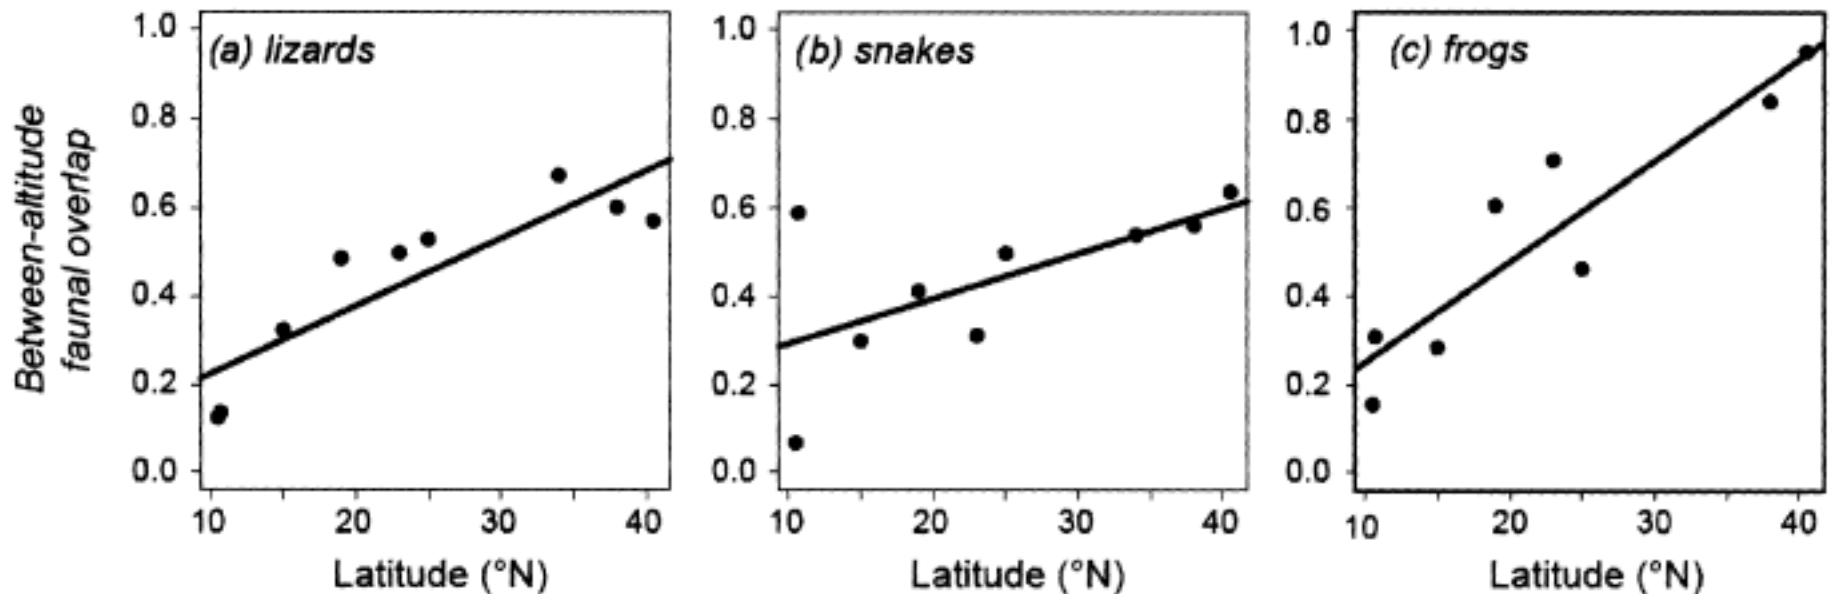 Between-altitude
faunal overlap
(a) lizards
1.0
0.8
0.6
0.4
0.2
0.0
10 20 30 40
Latitude (°N)
(b) snakes
1.0
0.8
0.6
0.4
0.2
0.0
10 20 30 40
Latitude (°N)
(c) frogs
1.0
0.8
0.6
0.4
0.2
0.0
10 20 30 40
Latitude (°N)